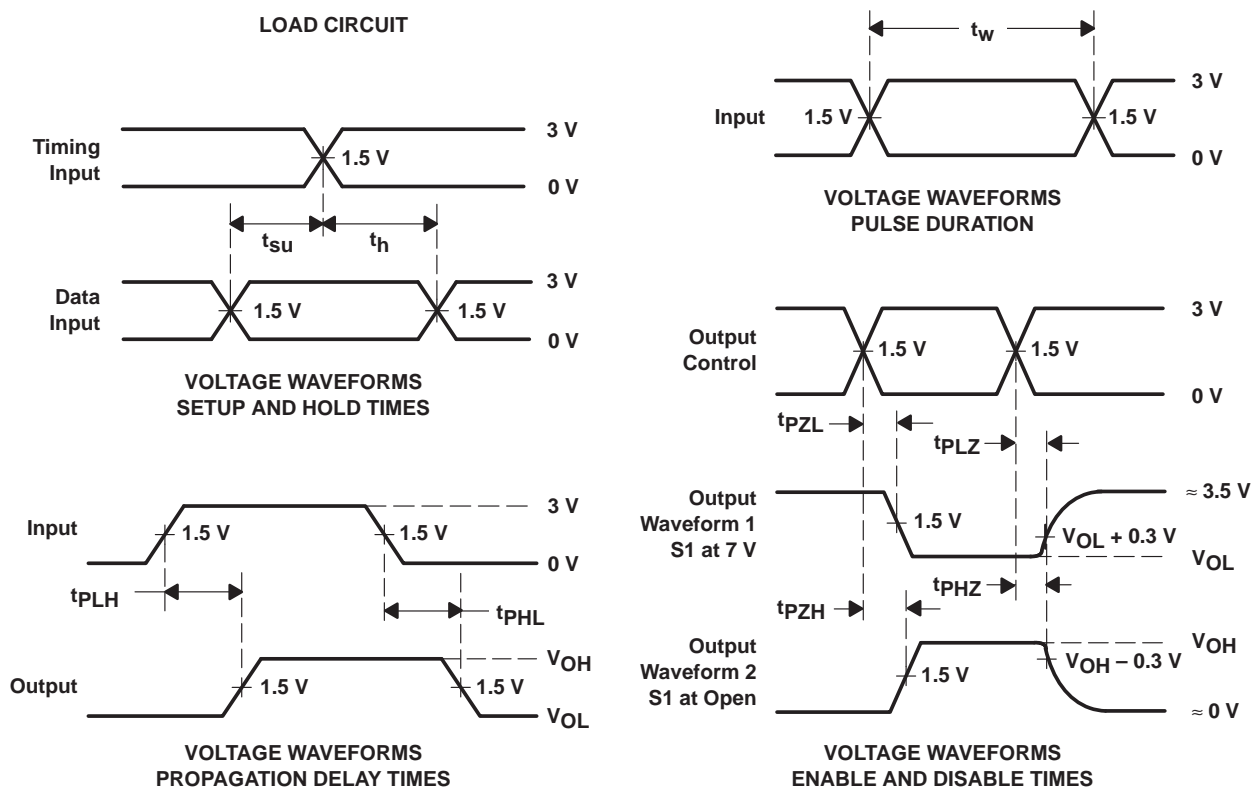 LOAD CIRCUIT
Timing
Input
1.5 V
3 V
0 V
tsu
th
Data
Input
1.5 V
1.5 V
3 V
0 V
VOLTAGE WAVEFORMS
SETUP AND HOLD TIMES
Input
1.5 V
1.5 V
3 V
0 V
tPLH
tPHL
Output
1.5 V
1.5 V
VOH
VOL
VOLTAGE WAVEFORMS
PROPAGATION DELAY TIMES
tw
Input
1.5 V
1.5 V
3 V
0 V
VOLTAGE WAVEFORMS
PULSE DURATION
Output
Control
1.5 V
1.5 V
3 V
0 V
tPZL
tPLZ
Output
Waveform 1
S1 at 7 V
1.5 V
≈ 3.5 V
VOL + 0.3 V
VOL
tPZH
tPHZ
Output
Waveform 2
S1 at Open
1.5 V
VOH
VOH – 0.3 V
≈ 0 V
VOLTAGE WAVEFORMS
ENABLE AND DISABLE TIMES